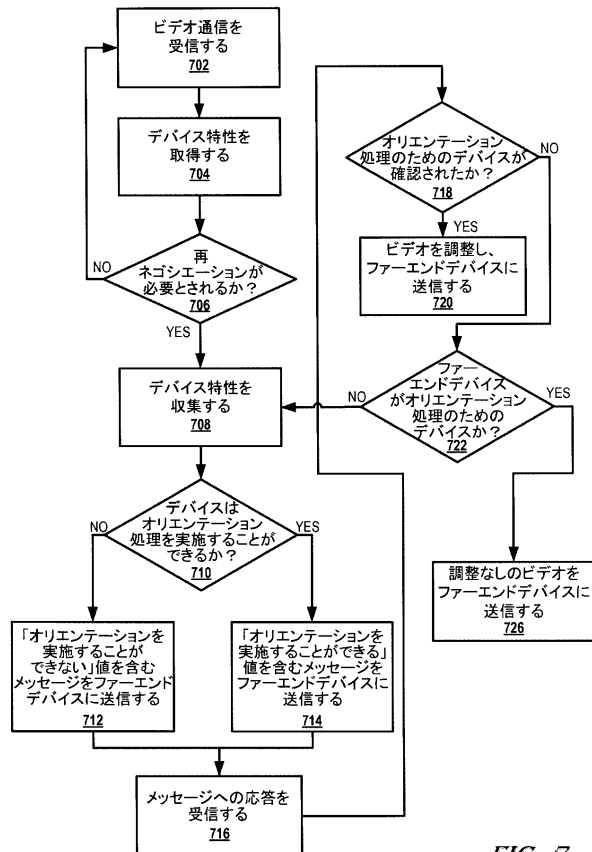 ビデオ通信を
受信する
702
デバイス特性を
取得する
704
再
ネゴシエーションが
必要とされるか？
706
NO
YES
デバイス特性を
収集する
708
デバイスは
オリエンテーション
処理を実施することが
できるか？
710
NO
YES
「オリエンテーションを
実施することが
できない」値を含む
メッセージをファーエンド
デバイスに送信する
712
「オリエンテーションを
実施することができる」
値を含むメッセージを
ファーエンドデバイスに
送信する
714
メッセージへの応答を
受信する
716
オリエンテーション
処理のためのデバイスが
確認されたか？
718
NO
YES
ビデオを調整し、
ファーエンドデバイスに
送信する
720
ファー
エンドデバイス
がオリエンテーション
処理のための
デバイスか？
722
NO
YES
調整なしのビデオを
ファーエンドデバイスに
送信する
726